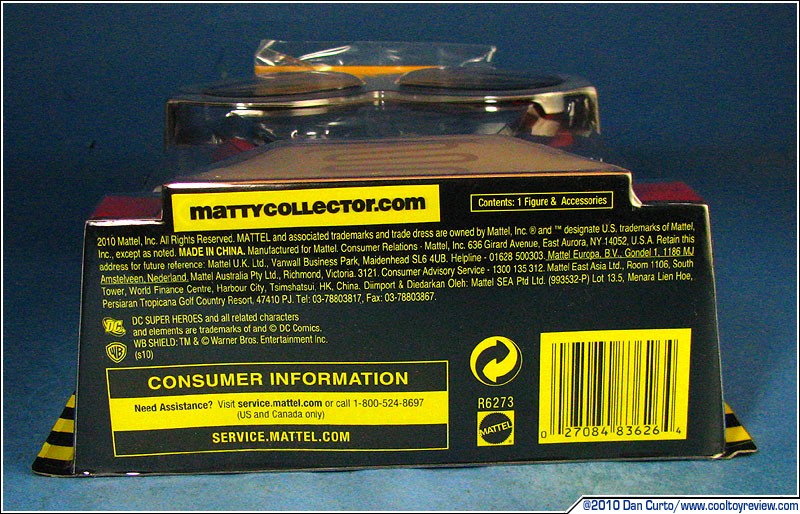 mattycollector.com
Contents: 1 Figure & Accessories
2010 Mattel, Inc. All Rights Reserved. MATTEL and associated trademarks and trade dress are owned by Mattel, Inc. ® and ™ designate U.S. trademarks of Mattel,
Inc., except as noted. MADE IN CHINA. Manufactured for Mattel. Consumer Relations - Mattel, Inc. 636 Girard Avenue, East Aurora, NY 14052, U.S.A. Retain this
address for future reference: Mattel U.K. Ltd., Vanwall Business Park, Maidenhead SL6 4UB. Helpline - 01628 500303. Mattel Europa, B.V., Gondel 1, 1186 MJ
Amstelveen, Nederland. Mattel Australia Pty Ltd., Richmond, Victoria. 3121. Consumer Advisory Service - 1300 135 312. Mattel East Asia Ltd., Room 1106, South
Tower, World Finance Centre, Harbour City, Tsimshatsui, HK, China. Diimport & Diedarkan Oleh: Mattel SEA Ptd Ltd. (993532-P) Lot 13.5, Menara Lien Hoe,
Persiaran Tropicana Golf Country Resort, 47410 PJ. Tel: 03-78803817, Fax: 03-78803867.
DC
DC SUPER HEROES and all related characters
and elements are trademarks of and © DC Comics.
WB
WB SHIELD: TM & © Warner Bros. Entertainment Inc.
(s10)
CONSUMER INFORMATION
Need Assistance? Visit service.mattel.com or call 1-800-524-8697
(US and Canada only)
SERVICE.MATTEL.COM
R6273
MATTEL
0 27084 83626 4
©2010 Dan Curto/www.cooltoyreview.com